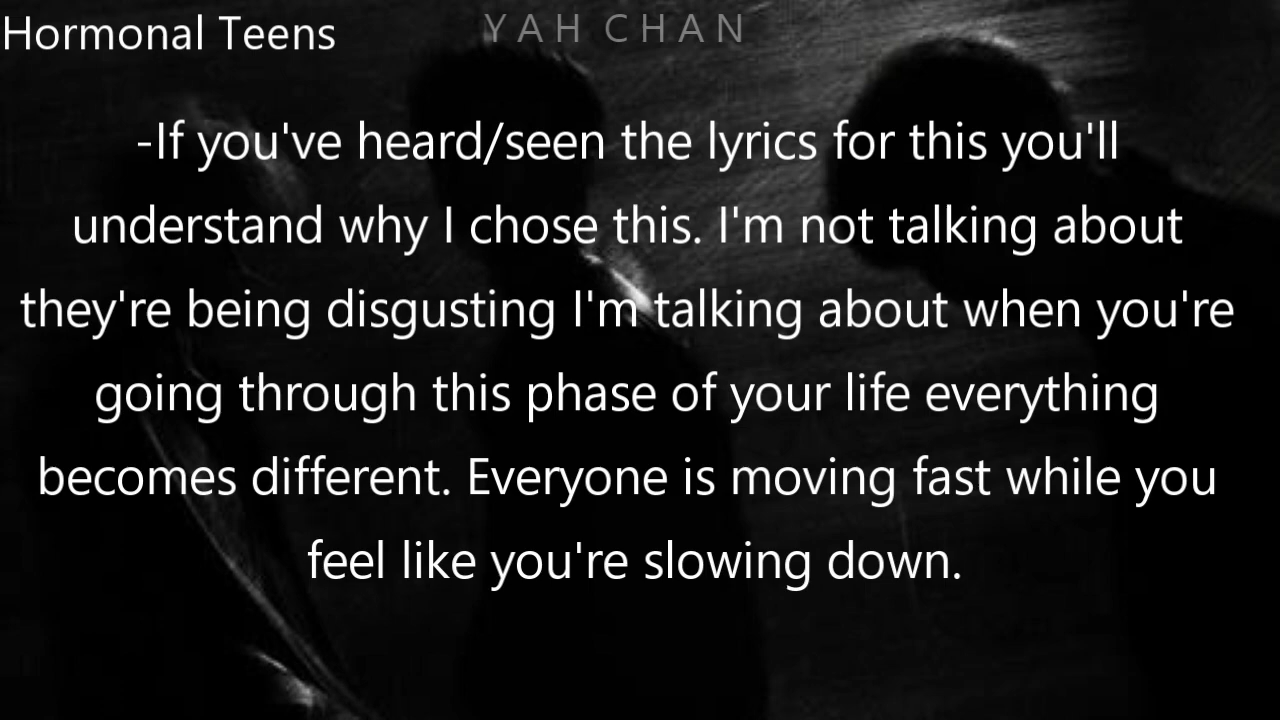 Hormonal Teens
YAH CHAN
-If you've heard/seen the lyrics for this you'll
understand why I chose this. I'm not talking about
they're being disgusting I'm talking about when you're
going through this phase of your life everything
becomes different. Everyone is moving fast while you
feel like you're slowing down.